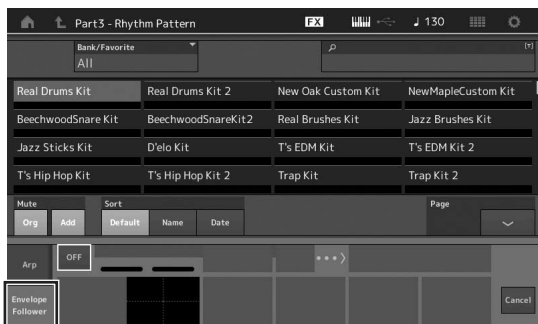 Part3 - Rhythm Pattern FX ♩ 130
Bank/Favorite
All
Real Drums Kit Real Drums Kit 2 New Oak Custom Kit NewMapleCustom Kit
BeechwoodSnare Kit BeechwoodSnareKit2 Real Brushes Kit Jazz Brushes Kit
Jazz Sticks Kit D'elo Kit T's EDM Kit T's EDM Kit 2
T's Hip Hop Kit T's Hip Hop Kit 2 Trap Kit Trap Kit 2
Mute Sort Page
Org Add Default Name Date
Arp OFF
Envelope
Follower
Cancel